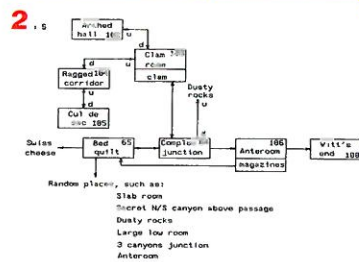 2 . S
Arched
hall
u
d
Clam
room
clam
d
u
Ragged 104
corridor
u
d
Cul de
sac 105
Dusty
rocks
u
d
Swiss
cheese
Bed 65
quilt
Complex
junction
106
Anteroom
magazines
Witt's
end 108
Random places, such as:
Slab room
Secret N/S canyon above passage
Dusty rocks
Large low room
3 canyons junction
Anteroom